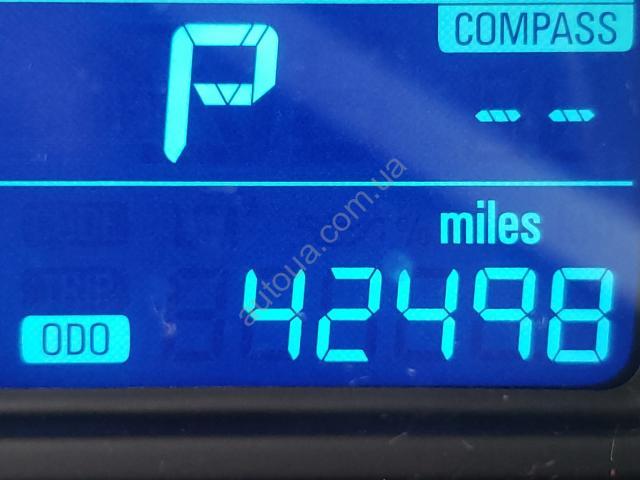 P COMPASS
--
miles
ODO 42498
autoua.com.ua